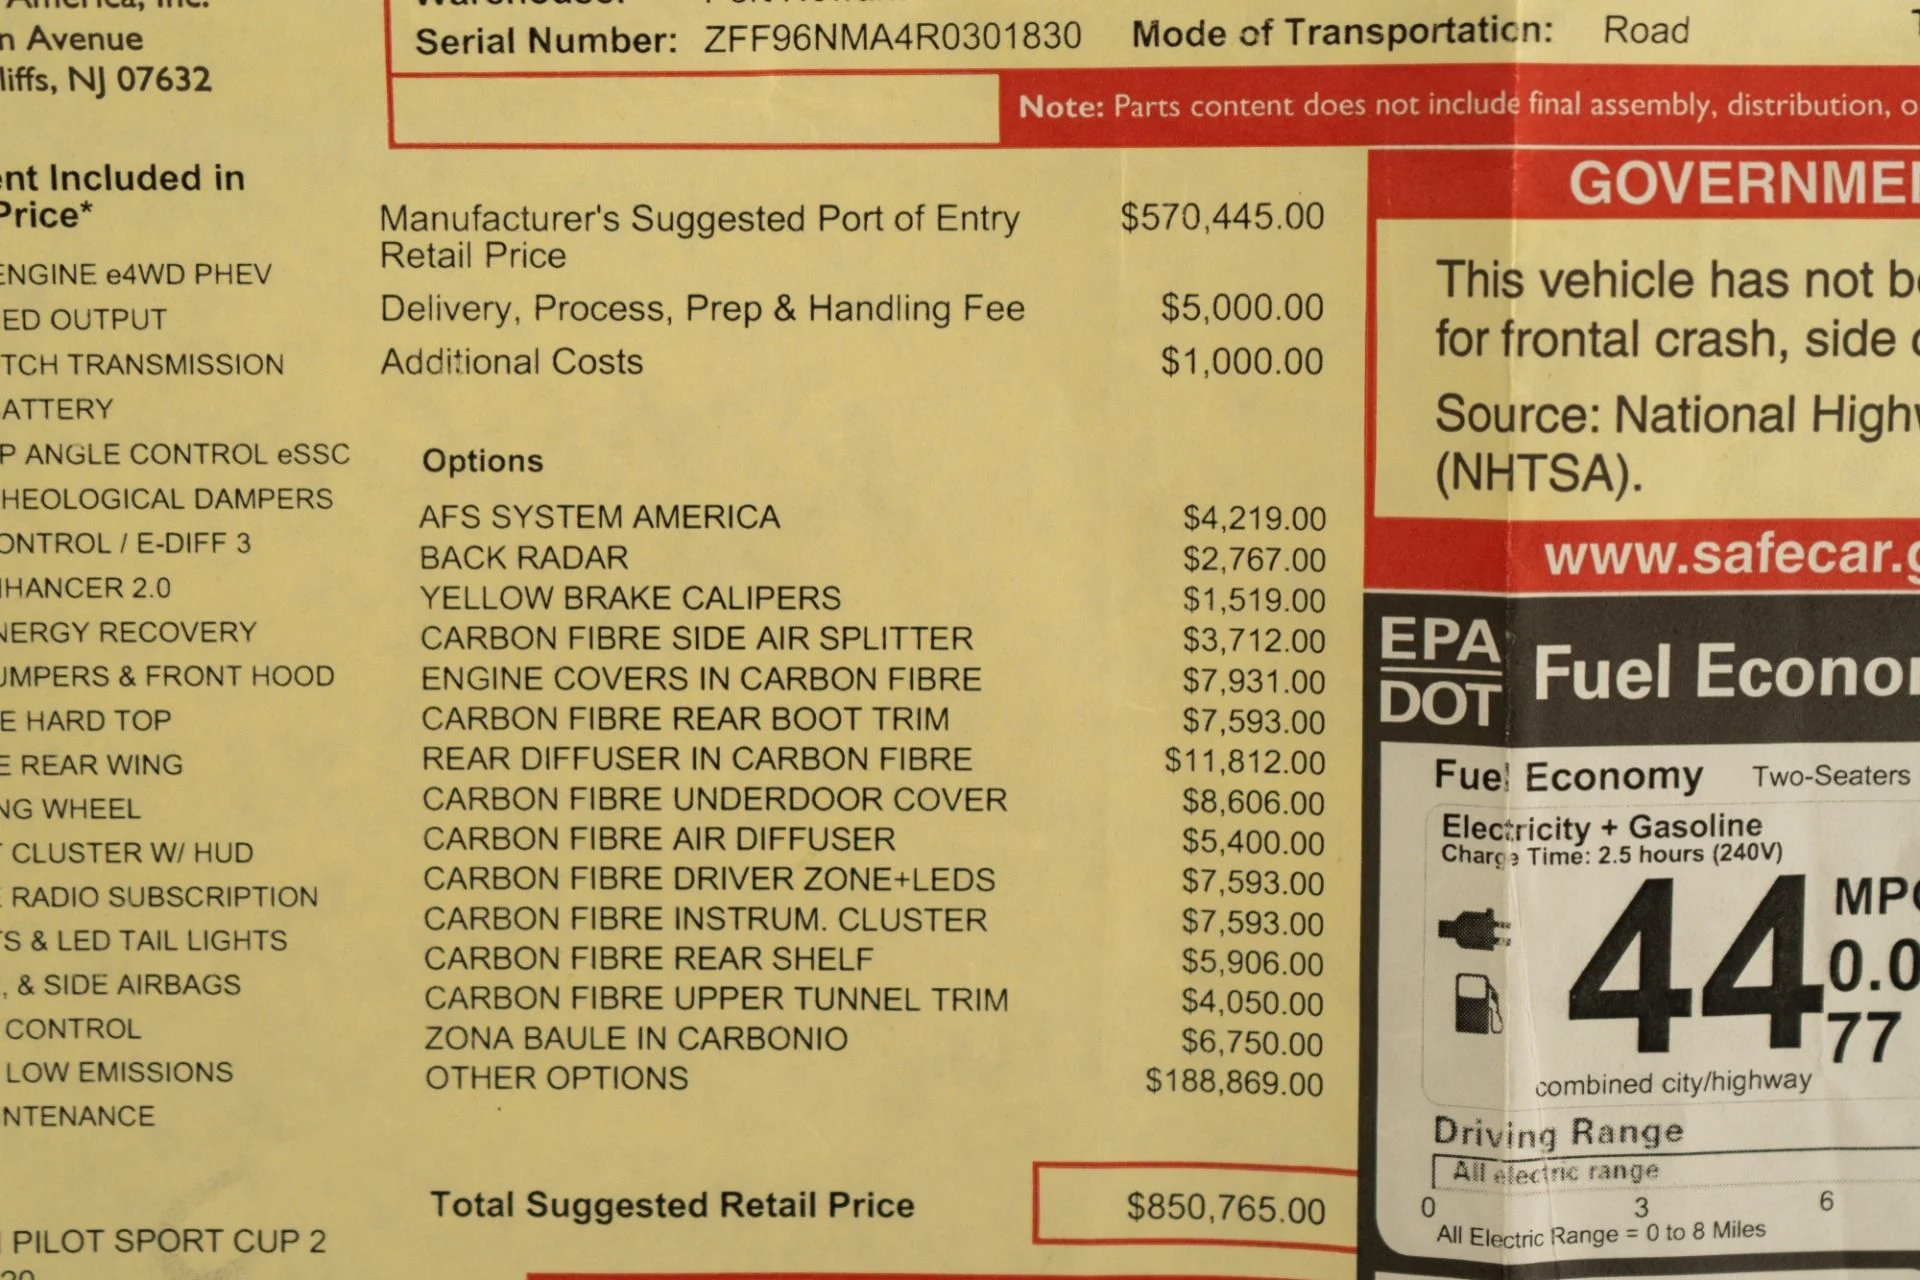 America, Inc.
n Avenue
liffs, NJ 07632
Serial Number: ZFF96NMA4R0301830 Mode of Transportation: Road
Note: Parts content does not include final assembly, distribution, o
ent Included in
Price*
ENGINE e4WD PHEV
ED OUTPUT
TCH TRANSMISSION
ATTERY
P ANGLE CONTROL eSSC
HEOLOGICAL DAMPERS
ONTROL / E-DIFF 3
NHANCER 2.0
NERGY RECOVERY
UMPERS & FRONT HOOD
E HARD TOP
E REAR WING
NG WHEEL
T CLUSTER W/ HUD
E RADIO SUBSCRIPTION
TS & LED TAIL LIGHTS
, & SIDE AIRBAGS
CONTROL
LOW EMISSIONS
NTENANCE
PILOT SPORT CUP 2
Manufacturer's Suggested Port of Entry $570,445.00
Retail Price
Delivery, Process, Prep & Handling Fee $5,000.00
Additional Costs $1,000.00
Options
AFS SYSTEM AMERICA $4,219.00
BACK RADAR $2,767.00
YELLOW BRAKE CALIPERS $1,519.00
CARBON FIBRE SIDE AIR SPLITTER $3,712.00
ENGINE COVERS IN CARBON FIBRE $7,931.00
CARBON FIBRE REAR BOOT TRIM $7,593.00
REAR DIFFUSER IN CARBON FIBRE $11,812.00
CARBON FIBRE UNDERDOOR COVER $8,606.00
CARBON FIBRE AIR DIFFUSER $5,400.00
CARBON FIBRE DRIVER ZONE+LEDS $7,593.00
CARBON FIBRE INSTRUM. CLUSTER $7,593.00
CARBON FIBRE REAR SHELF $5,906.00
CARBON FIBRE UPPER TUNNEL TRIM $4,050.00
ZONA BAULE IN CARBONIO $6,750.00
OTHER OPTIONS $188,869.00
Total Suggested Retail Price $850,765.00
GOVERNMEN
This vehicle has not be
for frontal crash, side
Source: National High
(NHTSA).
www.safecar.g
EPA
DOT
Fuel Econo
Fuel Economy Two-Seaters
Electricity + Gasoline
Charge Time: 2.5 hours (240V)
44
MPG
0.0
77
combined city/highway
Driving Range
All electric range
0 3 6
All Electric Range = 0 to 8 Miles